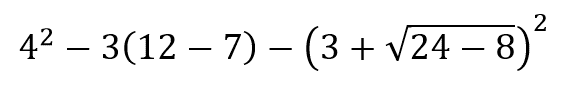 4² − 3(12 − 7) − (3 + √(24 − 8))²